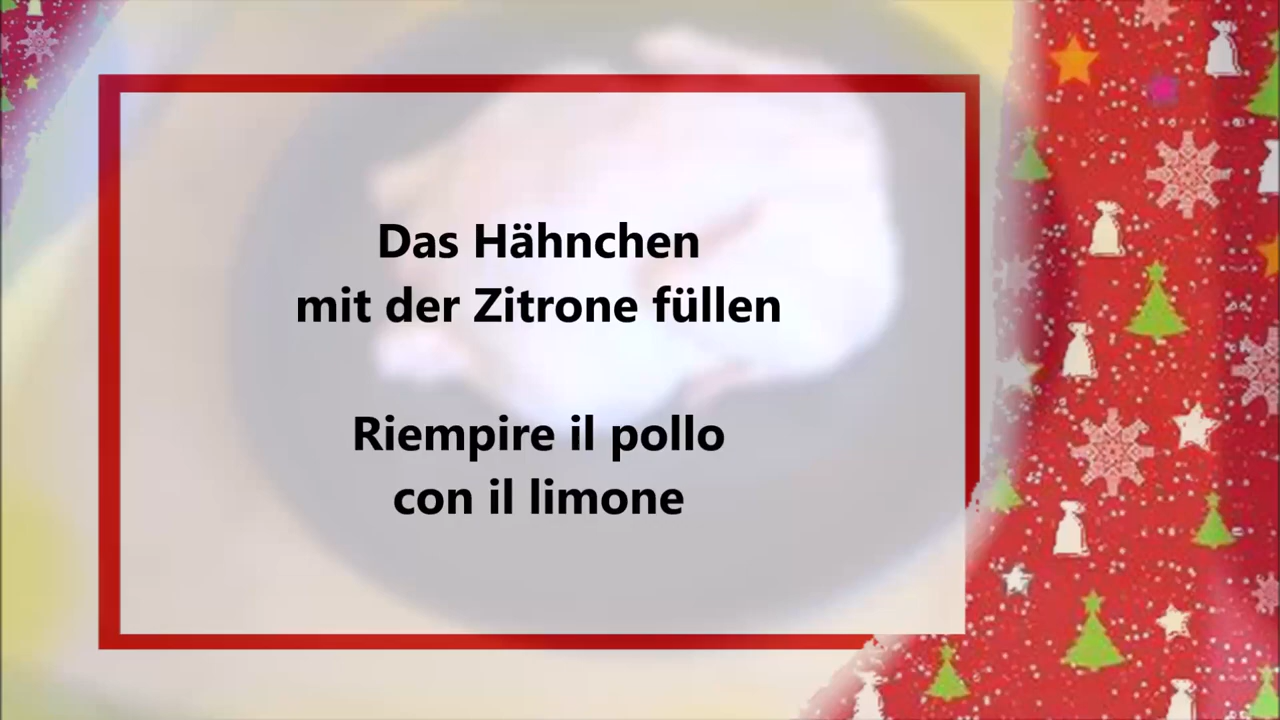 Das Hähnchen
mit der Zitrone füllen
Riempire il pollo
con il limone